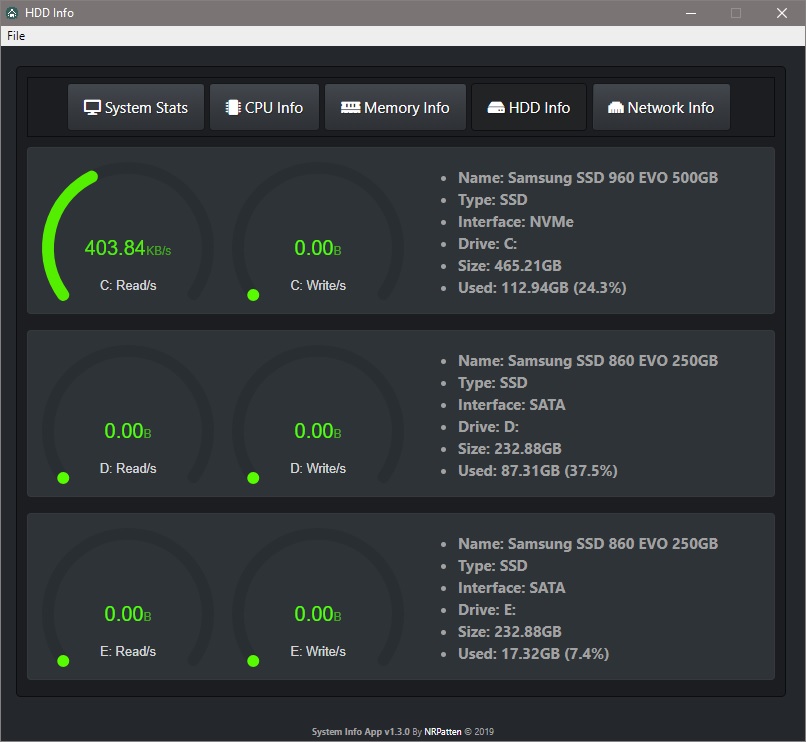 HDD Info
File
System Stats CPU Info Memory Info HDD Info Network Info
403.84KB/s
C: Read/s
0.00B
C: Write/s
Name: Samsung SSD 960 EVO 500GB
Type: SSD
Interface: NVMe
Drive: C:
Size: 465.21GB
Used: 112.94GB (24.3%)
0.00B
D: Read/s
0.00B
D: Write/s
Name: Samsung SSD 860 EVO 250GB
Type: SSD
Interface: SATA
Drive: D:
Size: 232.88GB
Used: 87.31GB (37.5%)
0.00B
E: Read/s
0.00B
E: Write/s
Name: Samsung SSD 860 EVO 250GB
Type: SSD
Interface: SATA
Drive: E:
Size: 232.88GB
Used: 17.32GB (7.4%)
System Info App v1.3.0 By NRPatten © 2019